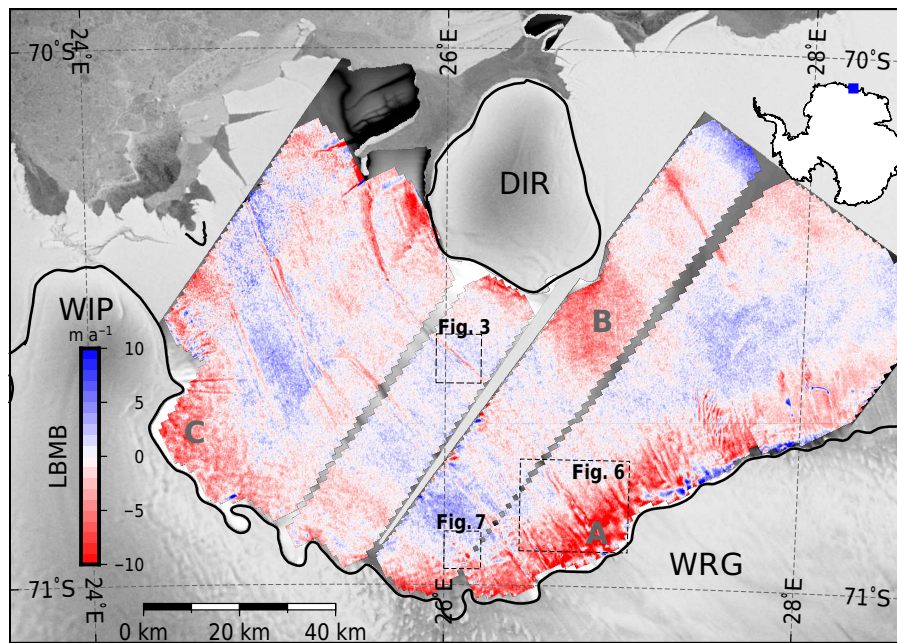 24°E
26°E
28°E
70°S
70°S
DIR
WIP
m a⁻¹
10
5
0
−5
−10
LBMB
B
Fig. 3
C
Fig. 6
Fig. 7
A
WRG
71°S
24°E
26°E
28°E
71°S
0 km
20 km
40 km